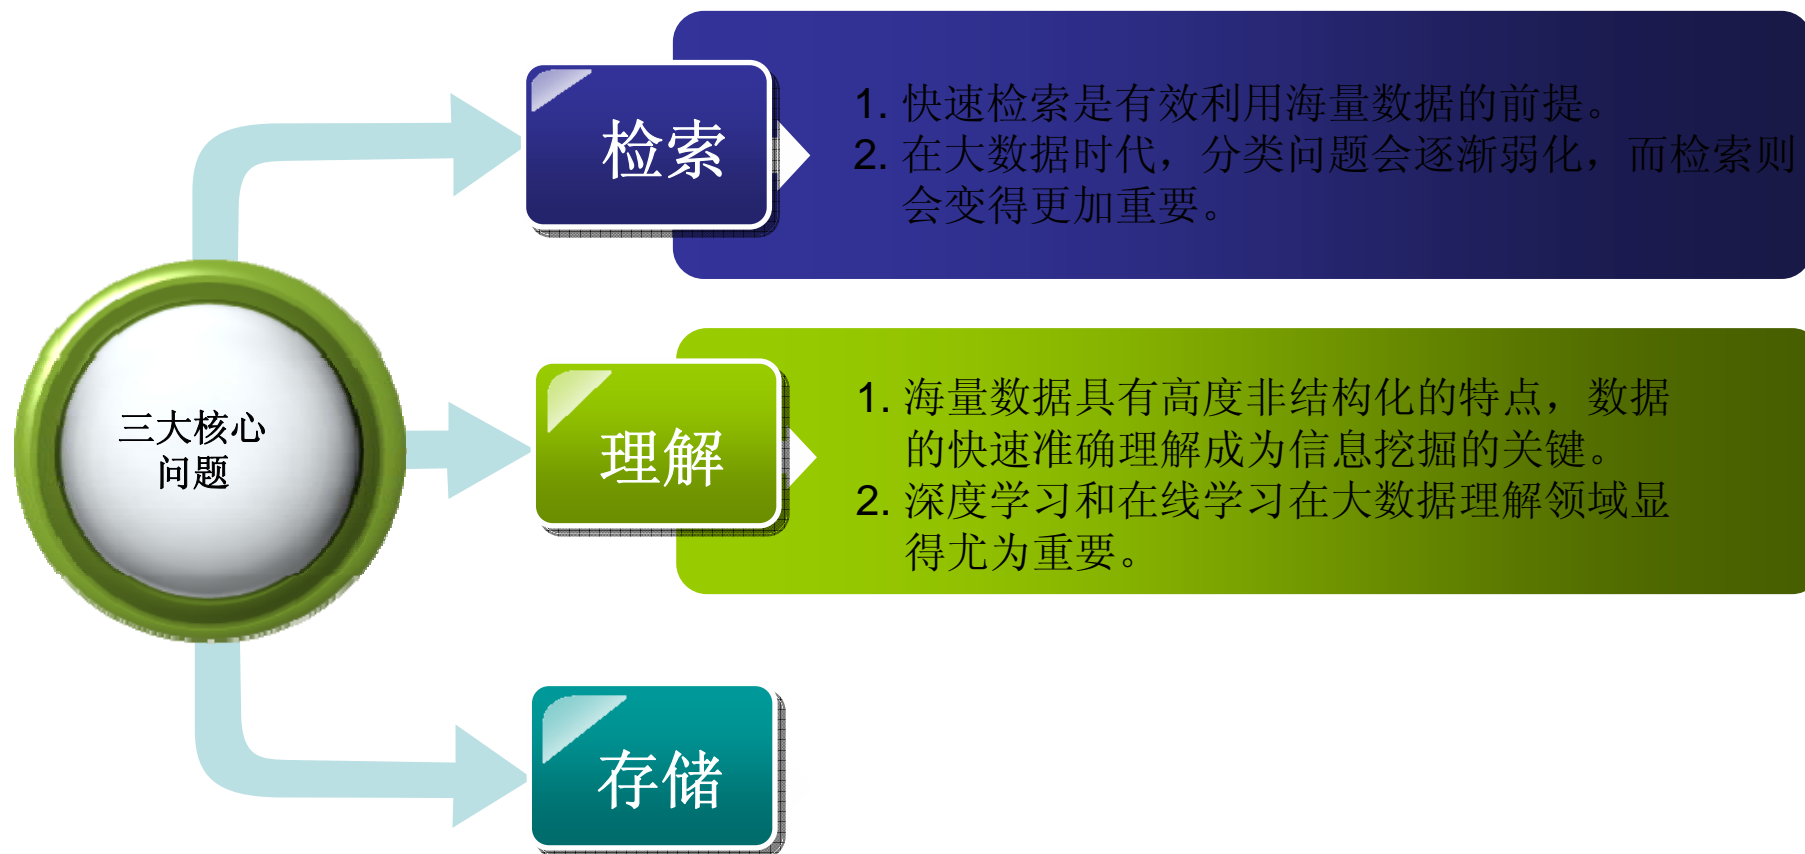 三大核心
问题
检索
1. 快速检索是有效利用海量数据的前提。
2. 在大数据时代，分类问题会逐渐弱化，而检索则
会变得更加重要。
理解
1. 海量数据具有高度非结构化的特点，数据
的快速准确理解成为信息挖掘的关键。
2. 深度学习和在线学习在大数据理解领域显
得尤为重要。
存储